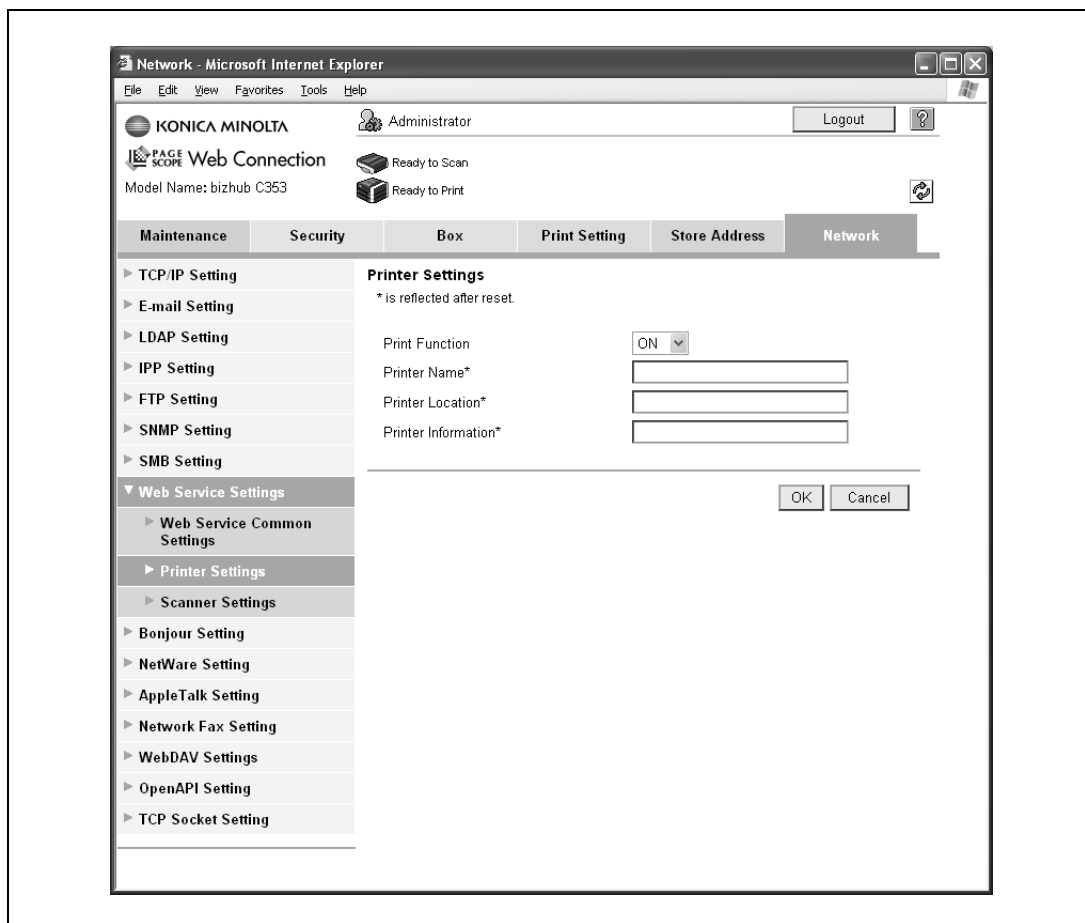 Network - Microsoft Internet Explorer
File Edit View Favorites Tools Help
KONICA MINOLTA
Administrator
Logout
?
PAGE SCOPE Web Connection
Ready to Scan
Model Name: bizhub C353
Ready to Print
Maintenance Security Box Print Setting Store Address Network
TCP/IP Setting
E-mail Setting
LDAP Setting
IPP Setting
FTP Setting
SNMP Setting
SMB Setting
Web Service Settings
Web Service Common
Settings
Printer Settings
Scanner Settings
Bonjour Setting
NetWare Setting
AppleTalk Setting
Network Fax Setting
WebDAV Settings
OpenAPI Setting
TCP Socket Setting
Printer Settings
* is reflected after reset.
Print Function ON
Printer Name*
Printer Location*
Printer Information*
OK Cancel